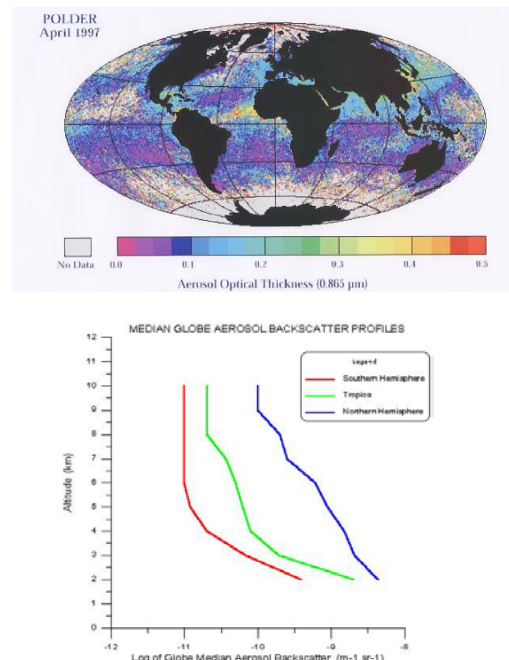 POLDER
April 1997
No Data
0.0 0.1 0.2 0.3 0.4 0.5
Aerosol Optical Thickness (0.865 µm)
MEDIAN GLOBE AEROSOL BACKSCATTER PROFILES
Legend
Southern Hemisphere
Tropics
Northern Hemisphere
Altitude (km)
12
11
10
9
8
7
6
5
4
3
2
1
0
-12 -11 -10 -9 -8
Log of Globe Median Aerosol Backscatter (m-1 sr-1)